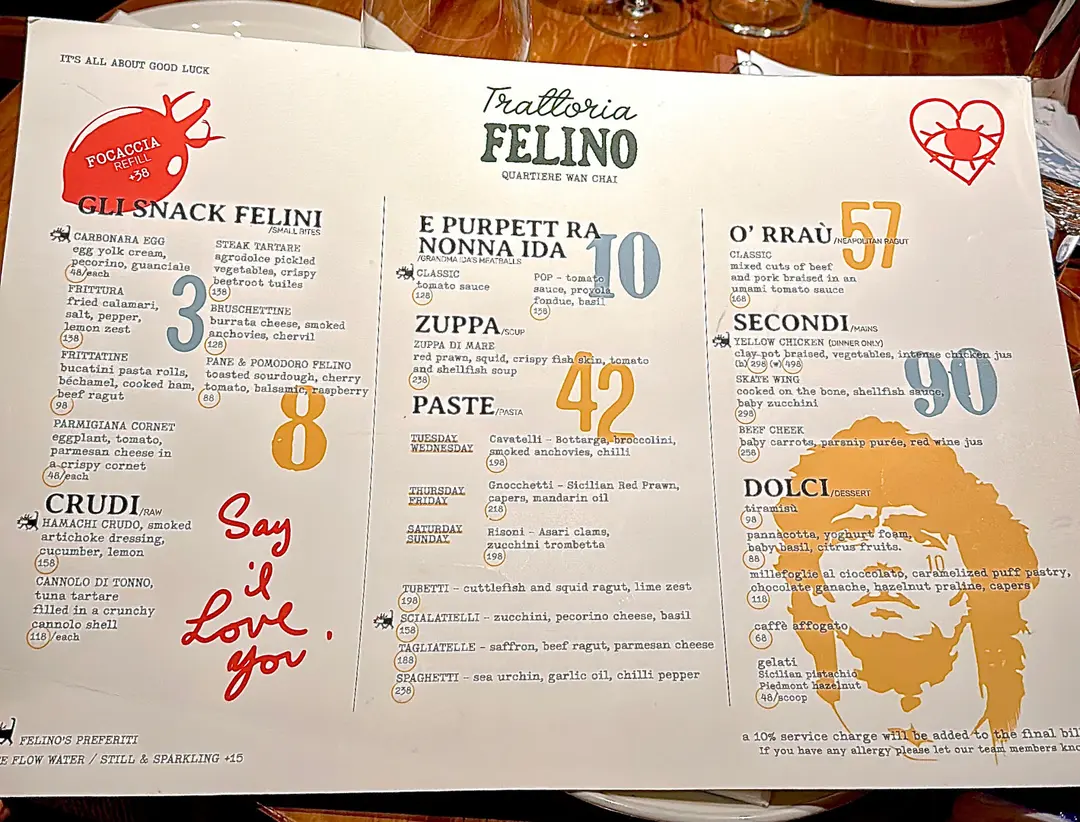 IT'S ALL ABOUT GOOD LUCK
FOCACCIA
REFILL
+38
Trattoria
FELINO
QUARTIERE WAN CHAI
GLI SNACK FELINI
/SMALL BITES
CARBONARA EGG
egg yolk cream,
pecorino, guanciale
48/each
FRITTURA
fried calamari,
salt, pepper,
lemon zest
138
FRITTATINE
bucatini pasta rolls,
béchamel, cooked ham,
beef ragut
98
PARMIGIANA CORNET
eggplant, tomato,
parmesan cheese in
a crispy cornet
48/each
STEAK TARTARE
agrodolce pickled
vegetables, crispy
beetroot tuiles
138
BRUSCHETTINE
burrata cheese, smoked
anchovies, chervil
128
PANE & POMODORO FELINO
toasted sourdough, cherry
tomato, balsamic, raspberry
88
3
8
CRUDI/RAW
HAMACHI CRUDO, smoked
artichoke dressing,
cucumber, lemon
158
CANNOLO DI TONNO,
tuna tartare
filled in a crunchy
cannolo shell
118/each
Say
'i
Love
you.
FELINO'S PREFERITI
E FLOW WATER / STILL & SPARKLING +15
E PURPETT RA
NONNA IDA
/GRANDMA IDA'S MEATBALLS
10
CLASSIC
tomato sauce
128
POP - tomato
sauce, provola
fondue, basil
138
ZUPPA/SOUP
ZUPPA DI MARE
red prawn, squid, crispy fish skin, tomato
and shellfish soup
238
42
PASTE/PASTA
TUESDAY
WEDNESDAY
Cavatelli - Bottarga, broccolini,
smoked anchovies, chilli
198
THURSDAY
FRIDAY
Gnocchetti - Sicilian Red Prawn,
capers, mandarin oil
218
SATURDAY
SUNDAY
Risoni - Asari clams,
zucchini trombetta
198
TUBETTI - cuttlefish and squid ragut, lime zest
198
SCIALATIELLI - zucchini, pecorino cheese, basil
158
TAGLIATELLE - saffron, beef ragut, parmesan cheese
188
SPAGHETTI - sea urchin, garlic oil, chilli pepper
238
O' RRAÙ/NEAPOLITAN RAGUT
57
CLASSIC
mixed cuts of beef
and pork braised in an
umami tomato sauce
168
SECONDI/MAINS
YELLOW CHICKEN (DINNER ONLY)
clay pot braised, vegetables, intense chicken jus
(h) 298 (w) 498
SKATE WING
cooked on the bone, shellfish sauce,
baby zucchini
298
90
BEEF CHEEK
baby carrots, parsnip purée, red wine jus
258
DOLCI/DESSERT
tiramisù
98
pannacotta, yoghurt foam,
baby basil, citrus fruits.
88
10
millefoglie al cioccolato, caramelized puff pastry,
chocolate ganache, hazelnut praline, capers
118
caffè affogato
68
gelati
Sicilian pistachio
Piedmont hazelnut
48/scoop
a 10% service charge will be added to the final bill
If you have any allergy please let our team members kno